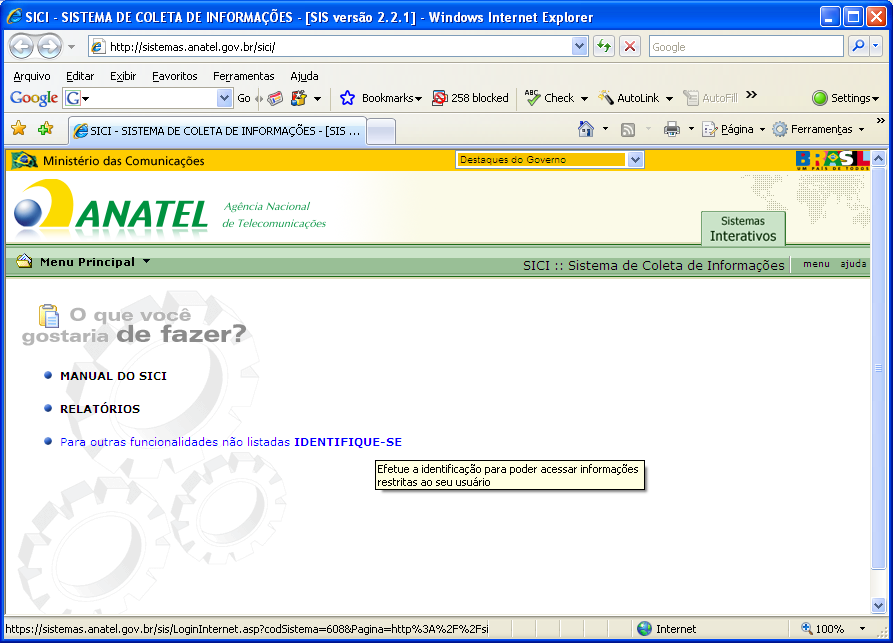 SICI - SISTEMA DE COLETA DE INFORMAÇÕES - [SIS versão 2.2.1] - Windows Internet Explorer
http://sistemas.anatel.gov.br/sici/
Google
Arquivo Editar Exibir Favoritos Ferramentas Ajuda
Google G Go Bookmarks 258 blocked ABC Check AutoLink AutoFill » Settings
SICI - SISTEMA DE COLETA DE INFORMAÇÕES - [SIS ... Página Ferramentas »
Ministério das Comunicações Destaques do Governo BRASIL
UM PAÍS DE TODOS
ANATEL
Agência Nacional
de Telecomunicações
Sistemas
Interativos
Menu Principal SICI :: Sistema de Coleta de Informações menu ajuda
O que você
gostaria de fazer?
MANUAL DO SICI
RELATÓRIOS
Para outras funcionalidades não listadas IDENTIFIQUE-SE
Efetue a identificação para poder acessar informações
restritas ao seu usuário
https://sistemas.anatel.gov.br/sis/LoginInternet.asp?codSistema=608&Pagina=http%3A%2F%2Fsi Internet 100%